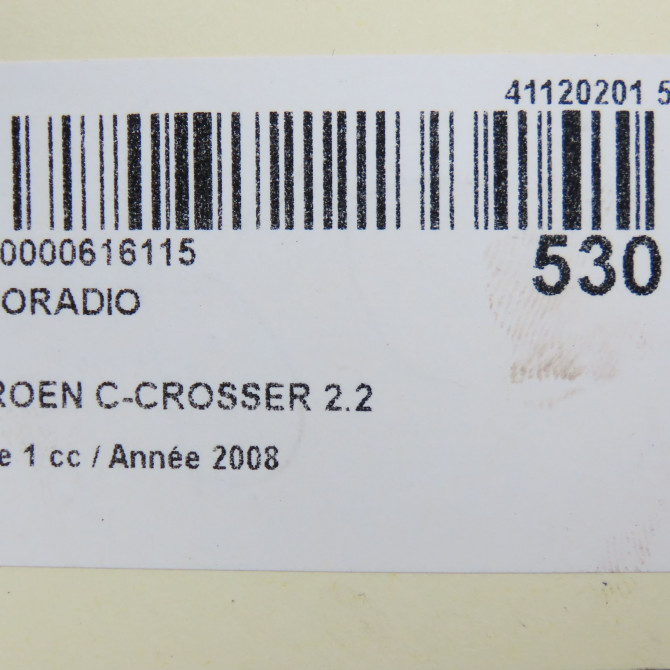 41120201 5
0000616115
530
ORADIO
ROEN C-CROSSER 2.2
e 1 cc / Année 2008